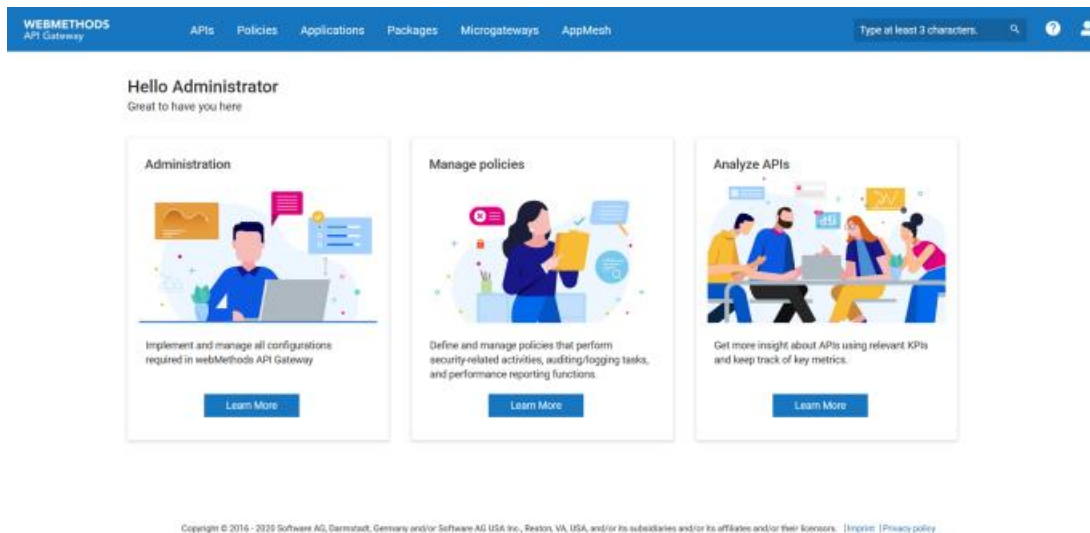 WEBMETHODS
API Gateway
APIs Policies Applications Packages Microgateways AppMesh
Type at least 3 characters.
Hello Administrator
Great to have you here
Administration
Implement and manage all configurations
required in webMethods API Gateway
Learn More
Manage policies
Define and manage policies that perform
security-related activities, auditing/logging tasks,
and performance reporting functions.
Learn More
Analyze APIs
Get more insight about APIs using relevant KPIs
and keep track of key metrics.
Learn More
Copyright © 2016 - 2020 Software AG, Darmstadt, Germany and/or Software AG USA Inc., Reston, VA, USA, and/or its subsidiaries and/or its affiliates and/or their licensors. | Imprint | Privacy policy